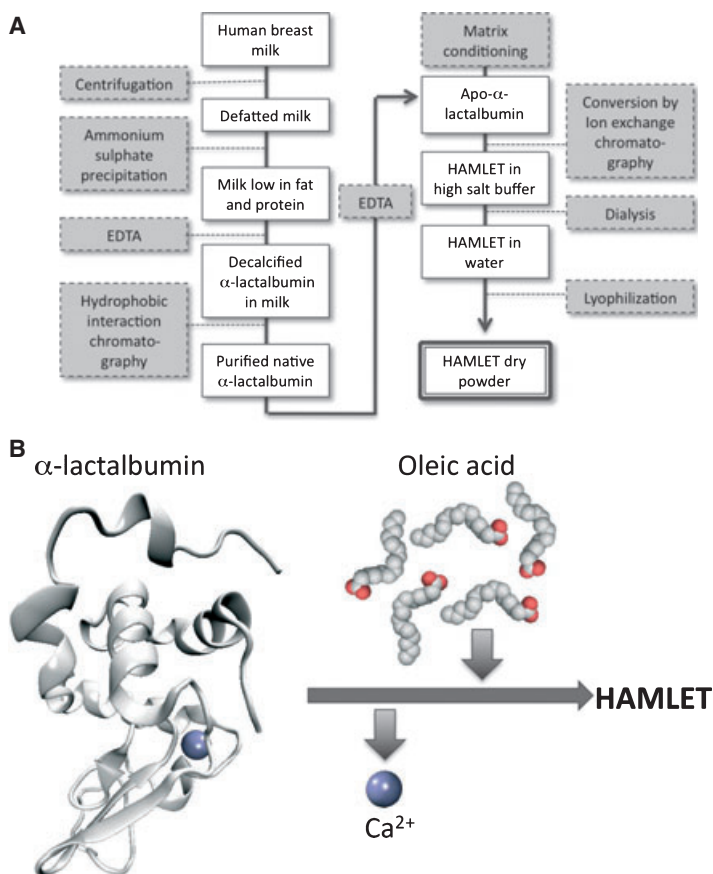 A
Human breast
milk
Centrifugation
Defatted milk
Ammonium
sulphate
precipitation
Milk low in fat
and protein
EDTA
Decalcified
α-lactalbumin
in milk
Hydrophobic
interaction
chromato-
graphy
Purified native
α-lactalbumin
EDTA
Matrix
conditioning
Apo-α-
lactalbumin
Conversion by
Ion exchange
chromato-
graphy
HAMLET in
high salt buffer
Dialysis
HAMLET in
water
Lyophilization
HAMLET dry
powder
B
α-lactalbumin
Oleic acid
HAMLET
Ca²⁺